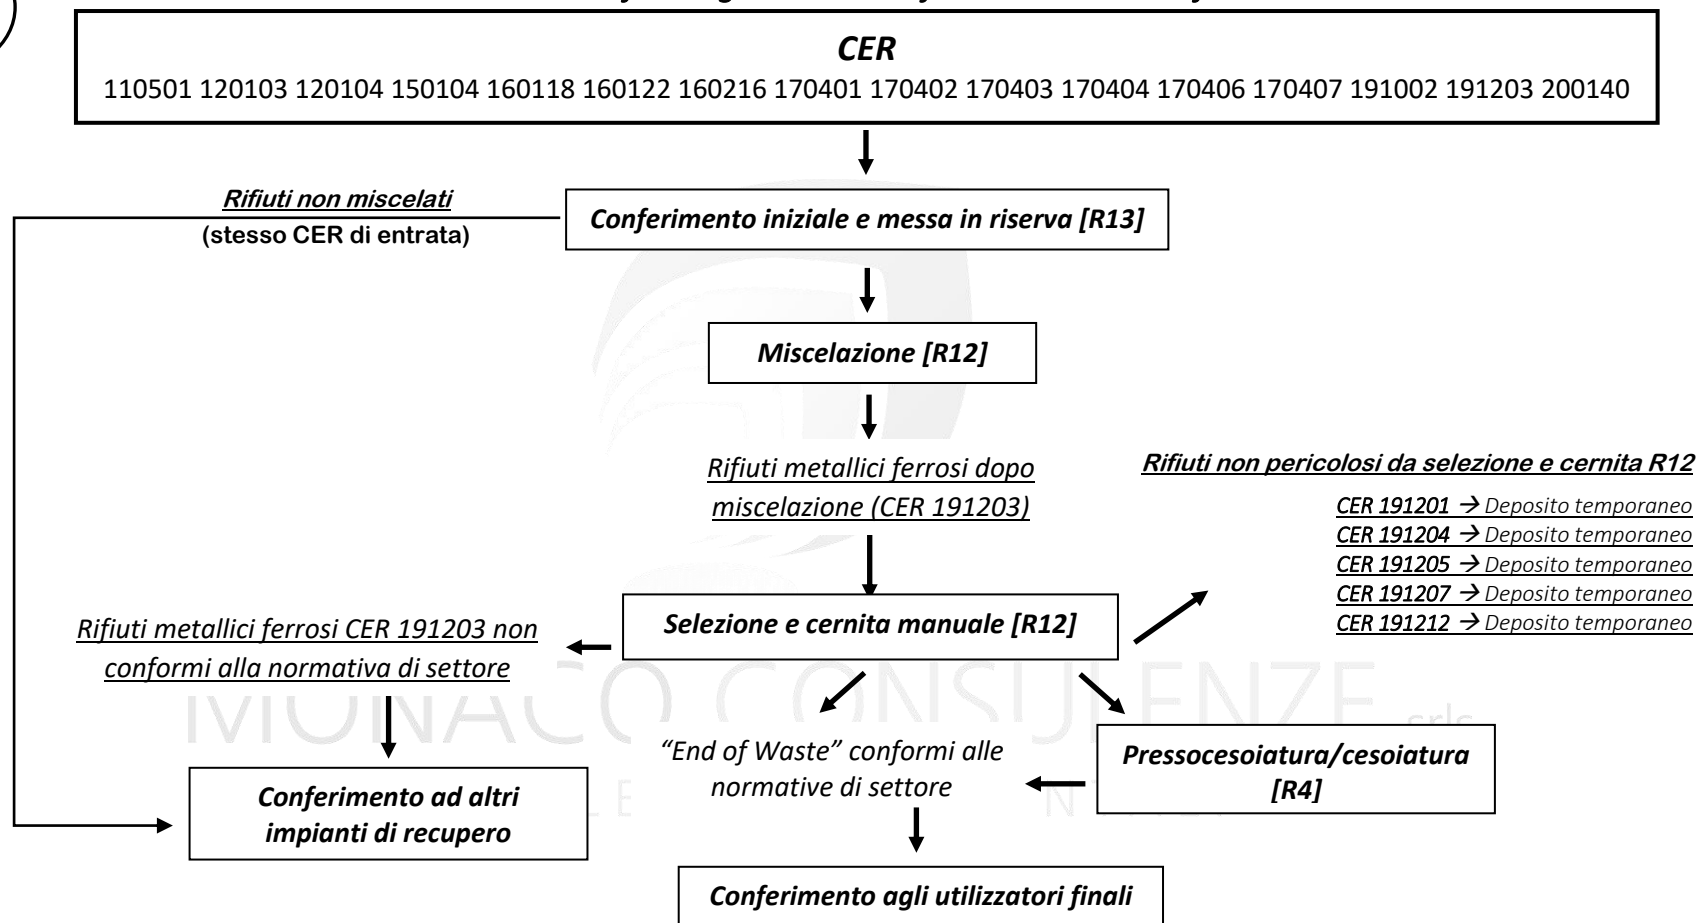 CER
110501 120103 120104 150104 160118 160122 160216 170401 170402 170403 170404 170406 170407 191002 191203 200140
Rifiuti non miscelati
(stesso CER di entrata)
Conferimento iniziale e messa in riserva [R13]
Miscelazione [R12]
Rifiuti metallici ferrosi dopo
miscelazione (CER 191203)
Rifiuti non pericolosi da selezione e cernita R12
CER 191201 → Deposito temporaneo
CER 191204 → Deposito temporaneo
CER 191205 → Deposito temporaneo
CER 191207 → Deposito temporaneo
CER 191212 → Deposito temporaneo
Selezione e cernita manuale [R12]
Rifiuti metallici ferrosi CER 191203 non
conformi alla normativa di settore
MONACO CONSULENZE srls
“End of Waste” conformi alle
normative di settore
Pressocesoiatura/cesoiatura
[R4]
Conferimento ad altri
impianti di recupero
Conferimento agli utilizzatori finali